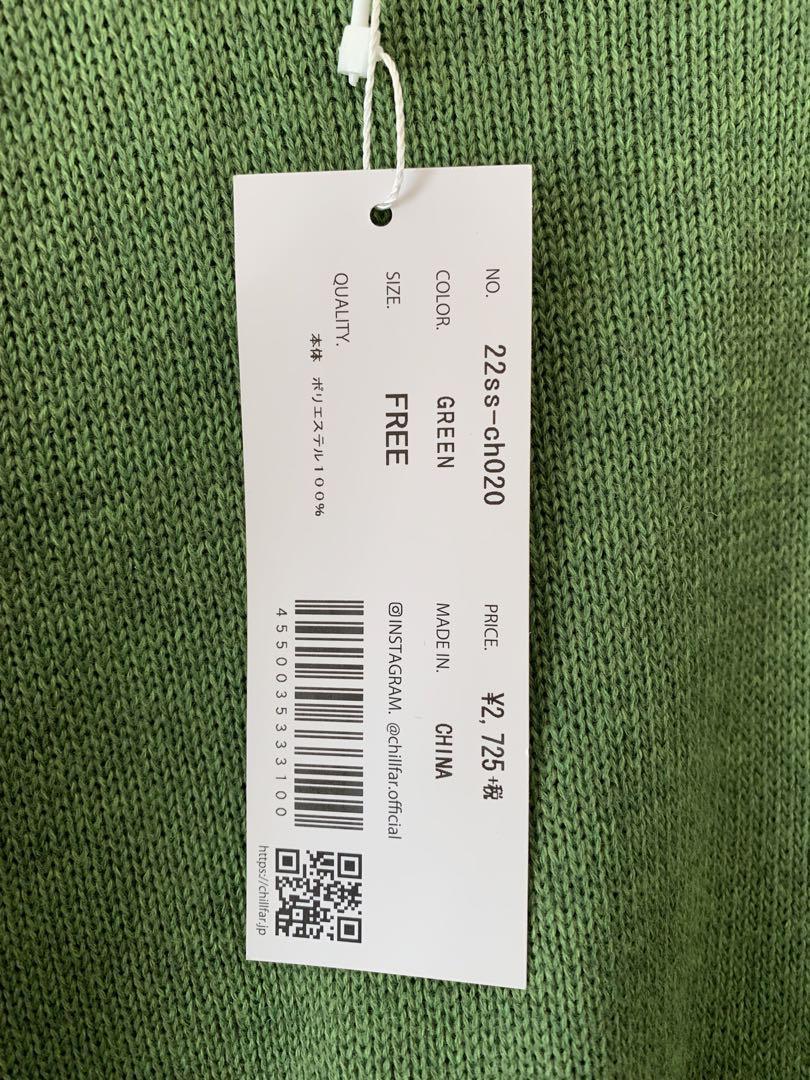 NO. 22ss-ch020 PRICE. ¥2,725+税
COLOR. GREEN MADE IN. CHINA
SIZE. FREE INSTAGRAM. @chillfar.official
QUALITY.
本体 ポリエステル100%
4550035333100
https://chillfar.jp